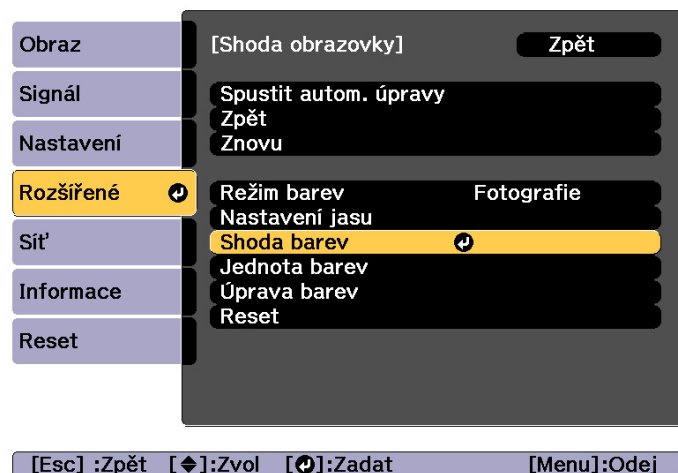 Obraz
Signál
Nastavení
Rozšířené
Síť
Informace
Reset
[Shoda obrazovky] Zpět
Spustit autom. úpravy
Zpět
Znovu
Režim barev Fotografie
Nastavení jasu
Shoda barev
Jednota barev
Úprava barev
Reset
[Esc] :Zpět [◆]:Zvol [↵]:Zadat [Menu]:Odej